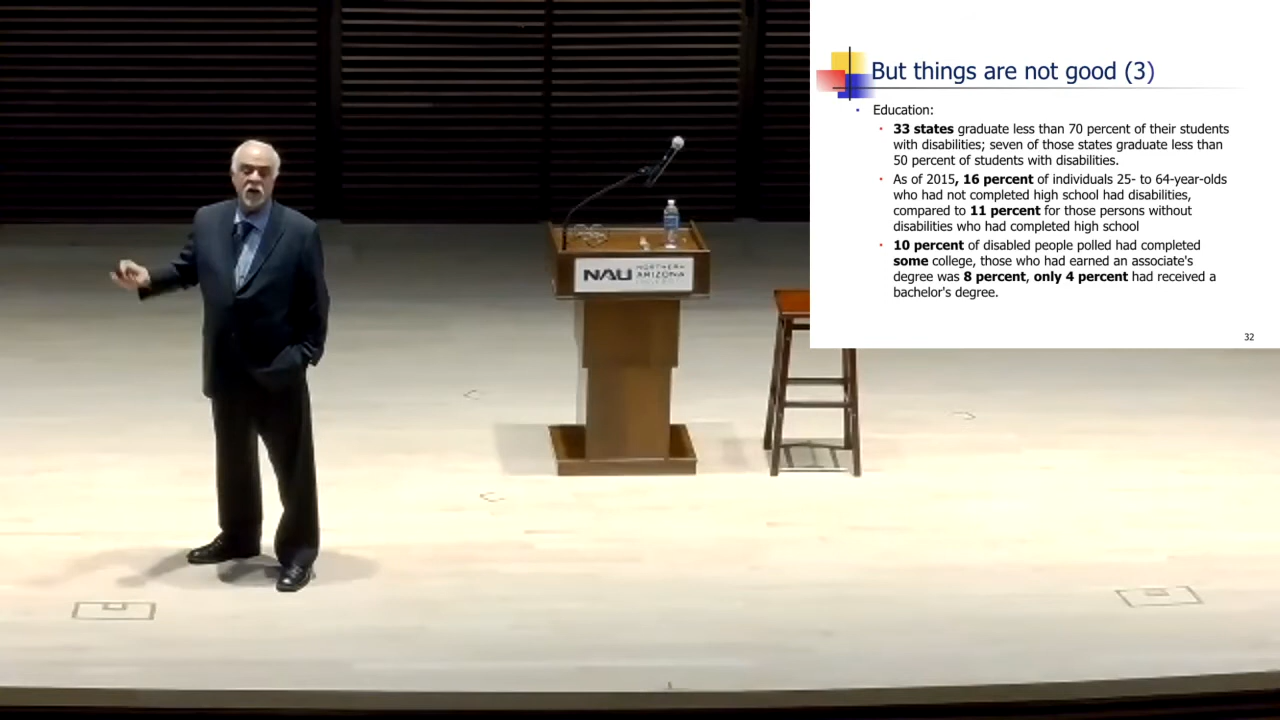 But things are not good (3)
• Education:
• 33 states graduate less than 70 percent of their students
with disabilities; seven of those states graduate less than
50 percent of students with disabilities.
• As of 2015, 16 percent of individuals 25- to 64-year-olds
who had not completed high school had disabilities,
compared to 11 percent for those persons without
disabilities who had completed high school
• 10 percent of disabled people polled had completed
some college, those who had earned an associate's
degree was 8 percent, only 4 percent had received a
bachelor's degree.
32
NAU NORTHERN
ARIZONA